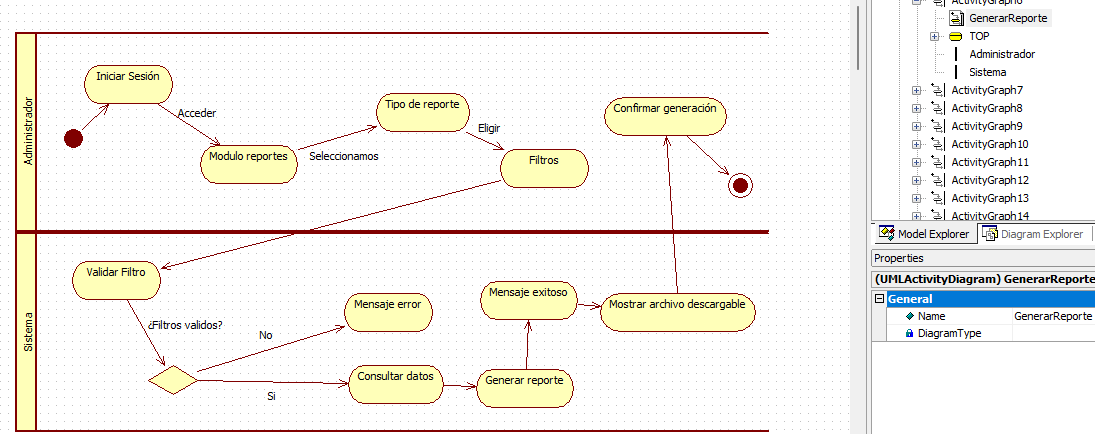 Administrador
Iniciar Sesión
Acceder
Modulo reportes
Seleccionamos
Tipo de reporte
Eligir
Filtros
Confirmar generación
Sistema
Validar Filtro
¿Filtros validos?
No
Si
Mensaje error
Consultar datos
Generar reporte
Mensaje exitoso
Mostrar archivo descargable
GenerarReporte
TOP
Administrador
Sistema
ActivityGraph7
ActivityGraph8
ActivityGraph9
ActivityGraph10
ActivityGraph11
ActivityGraph12
ActivityGraph13
ActivityGraph14
Model Explorer
Diagram Explorer
Properties
(UMLActivityDiagram) GenerarReporte
General
Name GenerarReporte
DiagramType